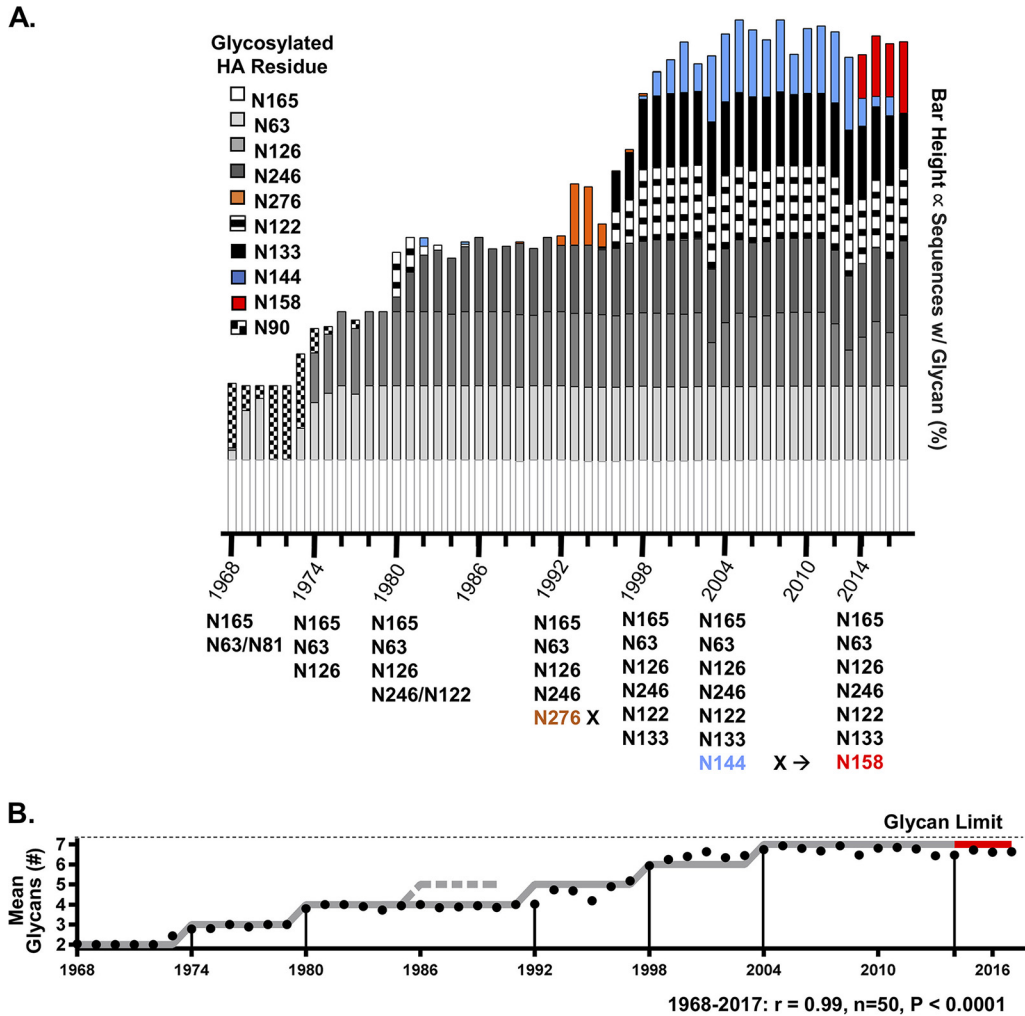 A.
Glycosylated
HA Residue
N165
N63
N126
N246
N276
N122
N133
N144
N158
N90
Bar Height ∝ Sequences w/ Glycan (%)
1968
1974
1980
1986
1992
1998
2004
2010
2014
N165
N63/N81
N165
N63
N126
N165
N63
N126
N246/N122
N165
N63
N126
N246
N276 X
N165
N63
N126
N246
N122
N133
N165
N63
N126
N246
N122
N133
N144 X →
N165
N63
N126
N246
N122
N133
N158
B.
Glycan Limit
Mean
Glycans (#)
7
6
5
4
3
2
1968 1974 1980 1986 1992 1998 2004 2010 2016
1968-2017: r = 0.99, n=50, P < 0.0001